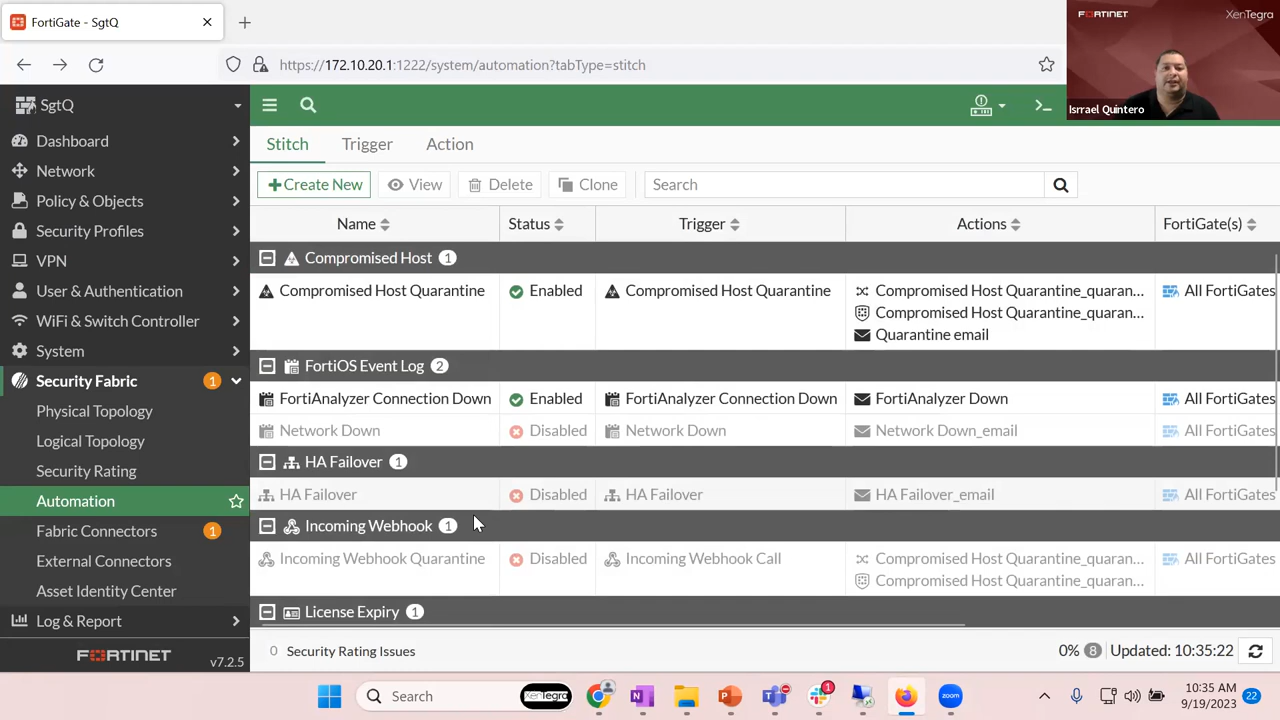 FortiGate - SgtQ
https://172.10.20.1:1222/system/automation?tabType=stitch
FORTINET
XenTegra
Isrrael Quintero
SgtQ
Dashboard
Network
Policy & Objects
Security Profiles
VPN
User & Authentication
WiFi & Switch Controller
System
Security Fabric 1
Physical Topology
Logical Topology
Security Rating
Automation
Fabric Connectors 1
External Connectors
Asset Identity Center
Log & Report
FORTINET
v7.2.5
Stitch Trigger Action
+Create New View Delete Clone Search
Name Status Trigger Actions FortiGate(s)
Compromised Host 1
Compromised Host Quarantine Enabled Compromised Host Quarantine Compromised Host Quarantine_quaran... All FortiGates
Compromised Host Quarantine_quaran...
Quarantine email
FortiOS Event Log 2
FortiAnalyzer Connection Down Enabled FortiAnalyzer Connection Down FortiAnalyzer Down All FortiGates
Network Down Disabled Network Down Network Down_email All FortiGates
HA Failover 1
HA Failover Disabled HA Failover HA Failover_email All FortiGates
Incoming Webhook 1
Incoming Webhook Quarantine Disabled Incoming Webhook Call Compromised Host Quarantine_quaran... All FortiGates
Compromised Host Quarantine_quaran...
License Expiry 1
0 Security Rating Issues 0% 8 Updated: 10:35:22
Search XenTegra 1 10:35 AM
9/19/2023 22